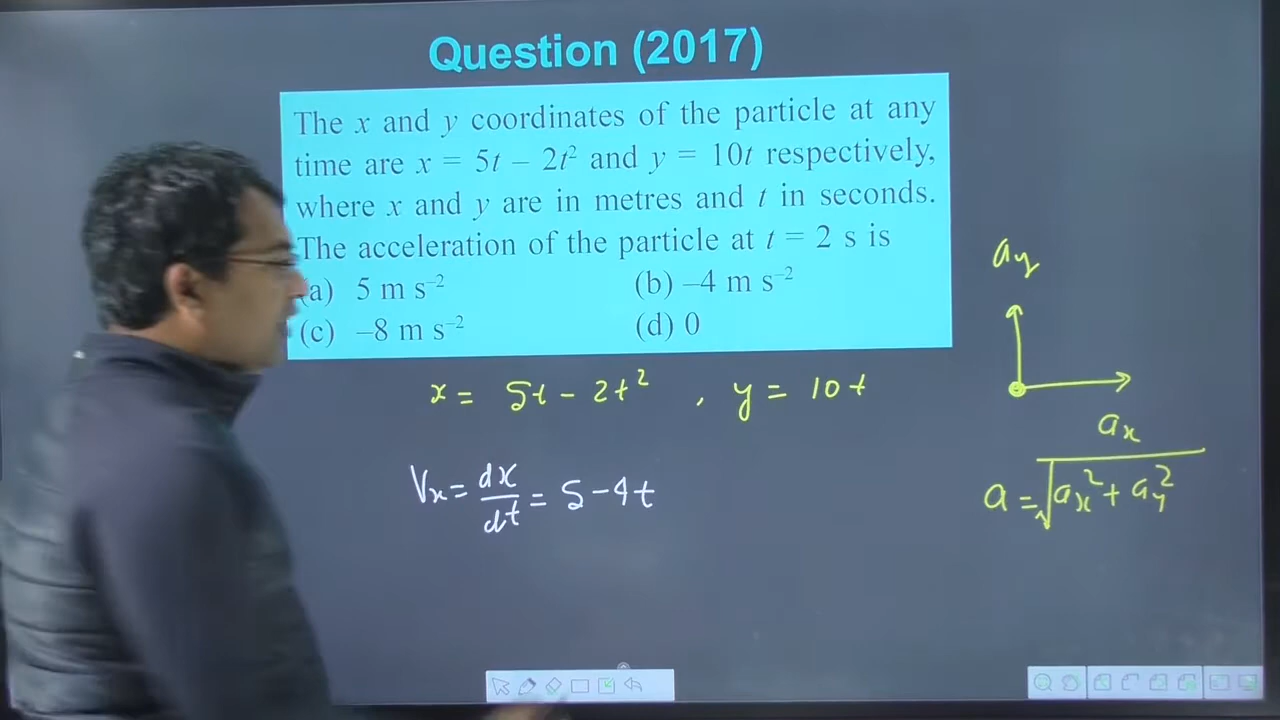 Question (2017)
The x and y coordinates of the particle at any
time are x = 5t – 2t² and y = 10t respectively,
where x and y are in metres and t in seconds.
The acceleration of the particle at t = 2 s is
a) 5 m s⁻² (b) –4 m s⁻²
(c) –8 m s⁻² (d) 0
x = 5t - 2t² , y = 10t
Vx = dx/dt = 5-4t
ay
ax
a = √ax² + ay²